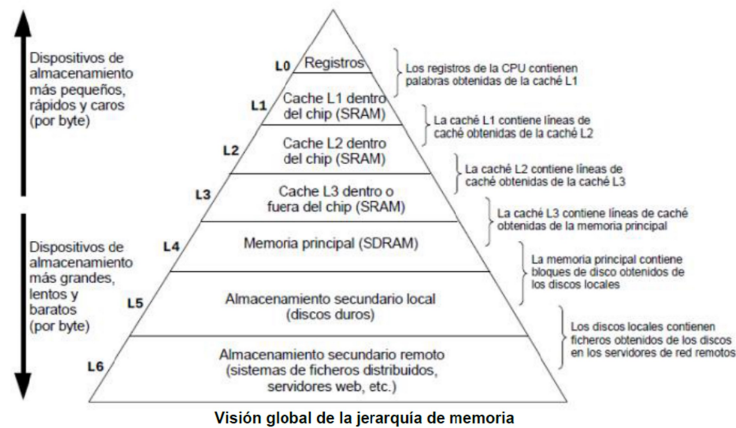 Dispositivos de
almacenamiento
más pequeños,
rápidos y caros
(por byte)
Dispositivos de
almacenamiento
más grandes,
lentos y
baratos
(por byte)
L0
Registros
L1
Cache L1 dentro
del chip (SRAM)
L2
Cache L2 dentro
del chip (SRAM)
L3
Cache L3 dentro o
fuera del chip (SRAM)
L4
Memoria principal (SDRAM)
L5
Almacenamiento secundario local
(discos duros)
L6
Almacenamiento secundario remoto
(sistemas de ficheros distribuidos,
servidores web, etc.)
Los registros de la CPU contienen
palabras obtenidas de la caché L1
La caché L1 contiene líneas de
caché obtenidas de la caché L2
La caché L2 contiene líneas de
caché obtenidas de la caché L3
La caché L3 contiene líneas de caché
obtenidas de la memoria principal
La memoria principal contiene
bloques de disco obtenidos de
los discos locales
Los discos locales contienen
ficheros obtenidos de los discos
en los servidores de red remotos
Visión global de la jerarquía de memoria